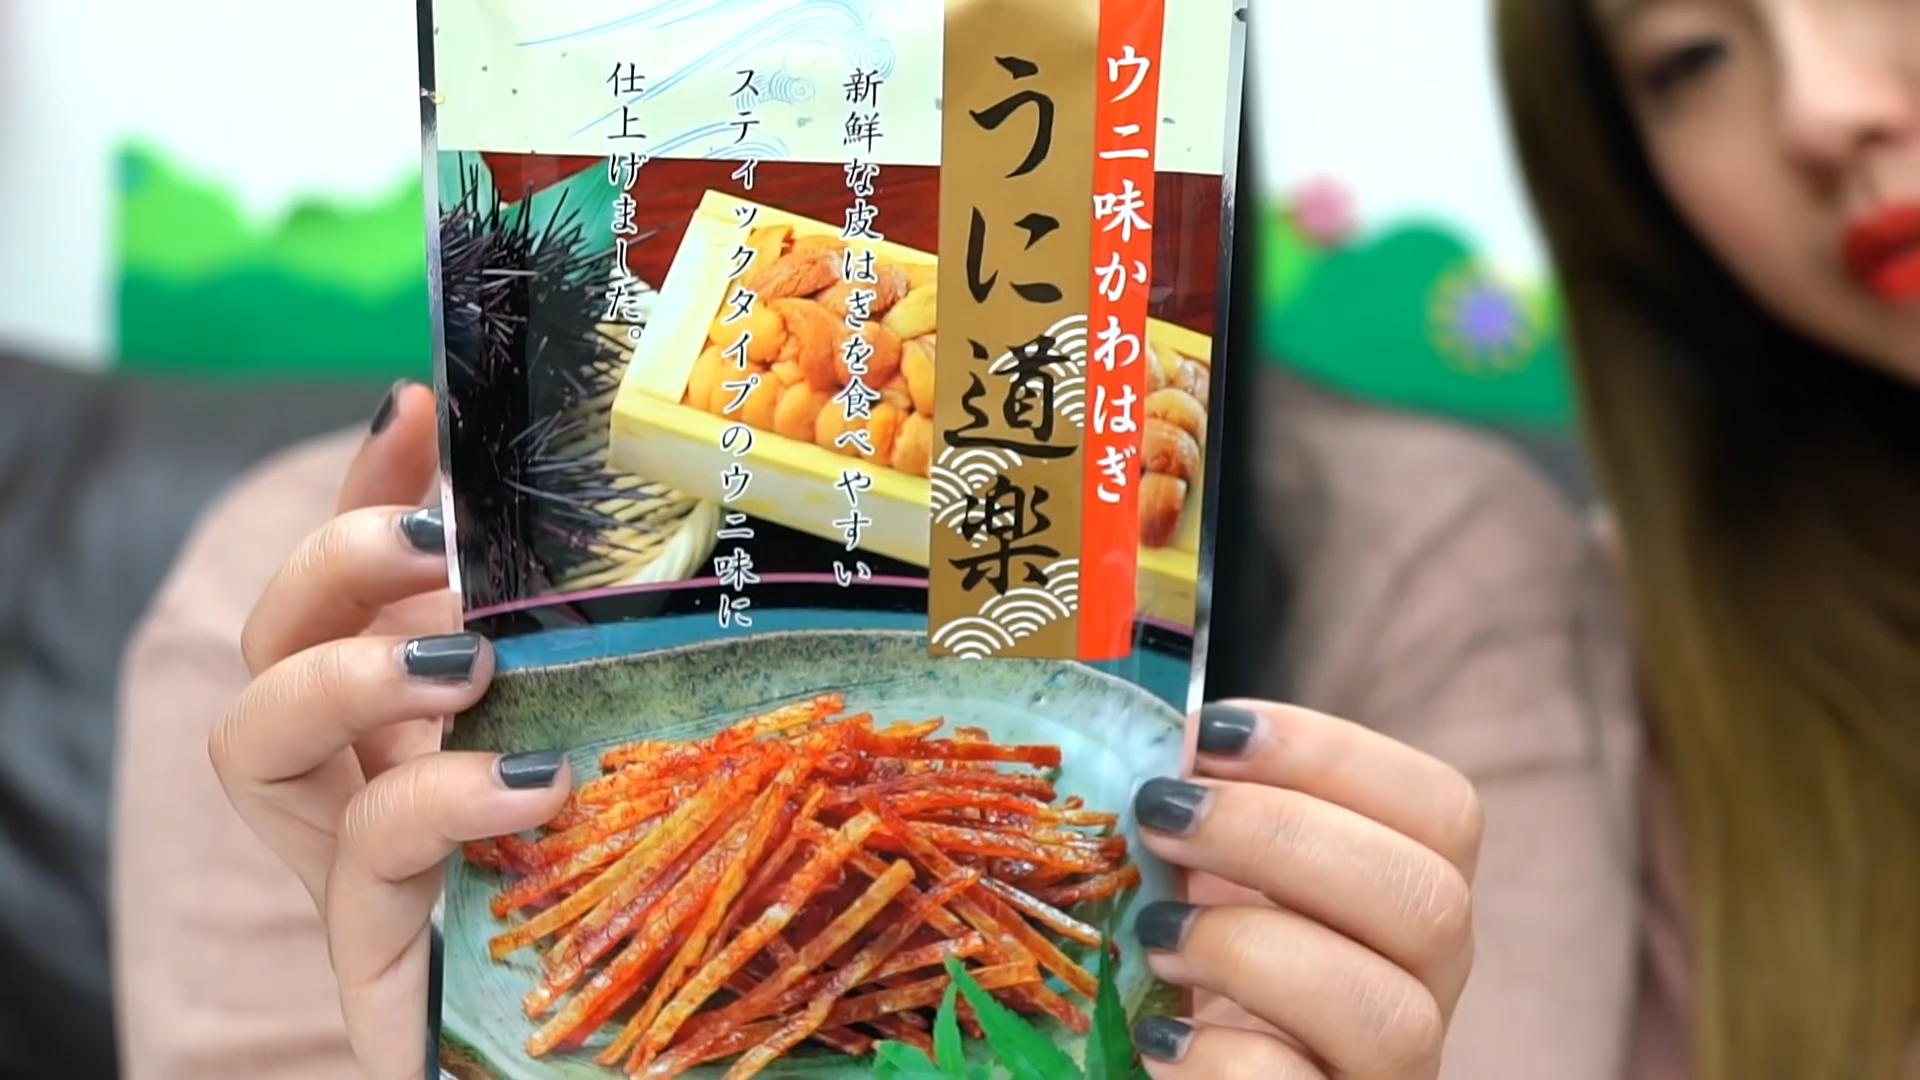 ウニ味かわはぎ
うに道楽
新鮮な皮はぎを食べやすい
スティックタイプのウニ味に
仕上げました。